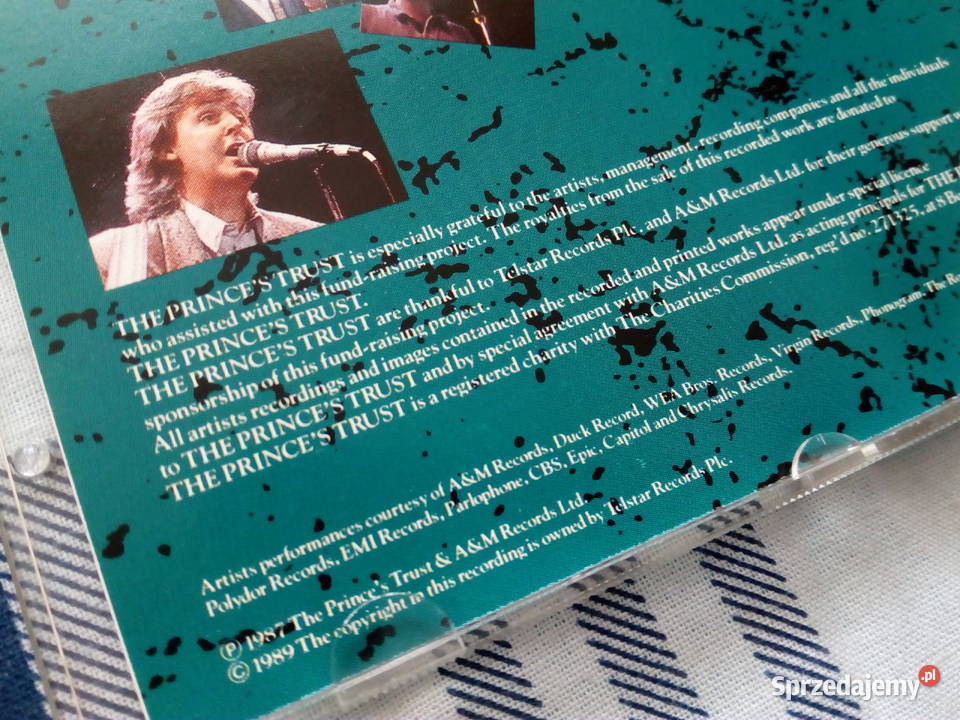 THE PRINCE'S TRUST is especially grateful to the artists, management, recording companies and all the individuals
who assisted with this fund-raising project. The royalties from the sale of this recorded work are donated to
THE PRINCE'S TRUST.
THE PRINCE'S TRUST are thankful to Telstar Records Plc. and A&M Records Ltd. for their generous support
sponsorship of this fund-raising project.
All artists recordings and images contained in the recorded and printed works appear under special licence
to THE PRINCE'S TRUST and by special agreement with A&M Records Ltd. as acting principals for THE
THE PRINCE'S TRUST is a registered charity with The Charities Commission, reg'd no. at 8
Artists performances courtesy of A&M Records, Duck Record, WEA Bros. Records, Virgin Records, Phonogram, The
Polydor Records, EMI Records, Parlophone, CBS, Epic, Capitol and Chrysalis Records.
Ⓟ 1987 The Prince's Trust & A&M Records Ltd.
© 1989 The copyright in this recording is owned by Telstar Records Plc.
Sprzedajemy.pl